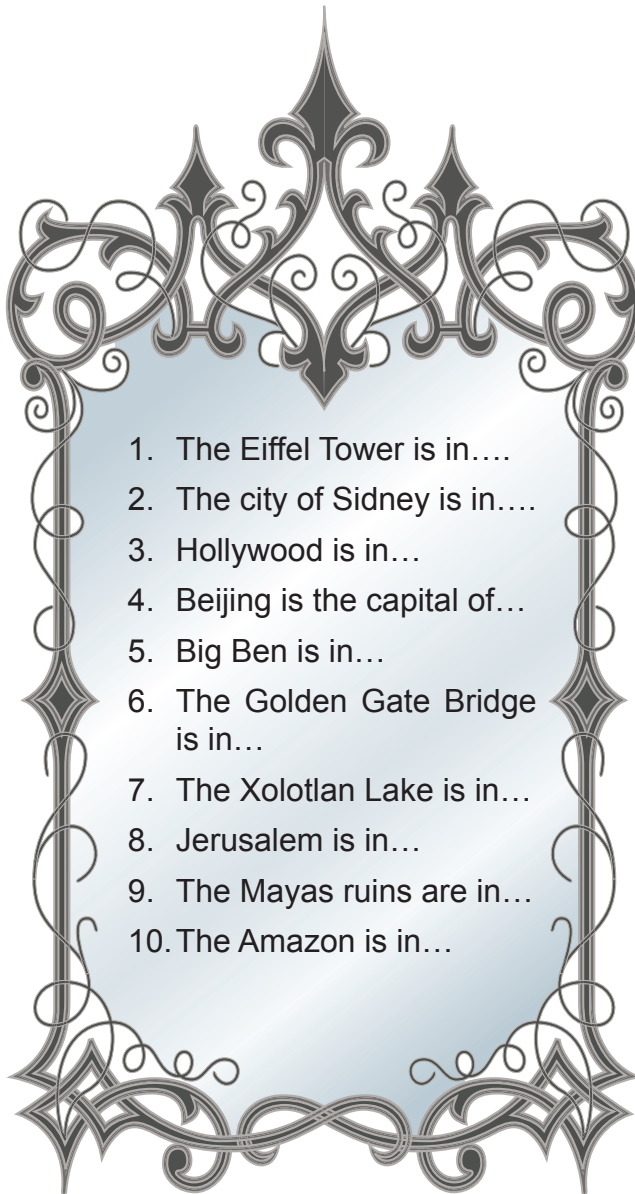 1. The Eiffel Tower is in….
2. The city of Sidney is in….
3. Hollywood is in…
4. Beijing is the capital of…
5. Big Ben is in…
6. The Golden Gate Bridge
is in…
7. The Xolotlan Lake is in…
8. Jerusalem is in…
9. The Mayas ruins are in…
10. The Amazon is in…